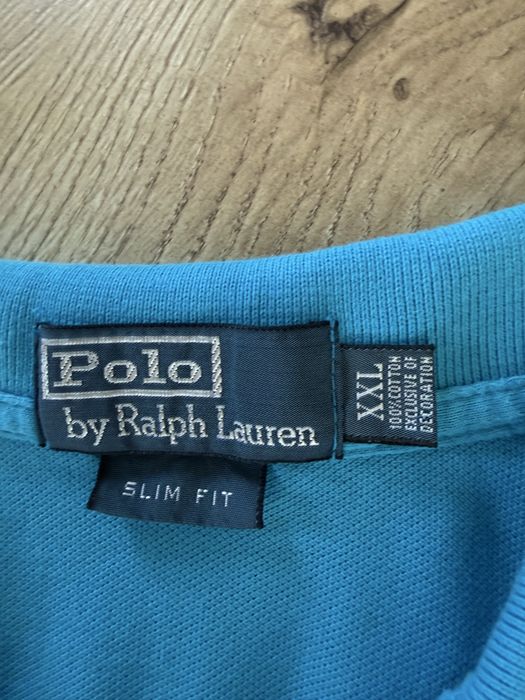 Polo
by Ralph Lauren
SLIM FIT
XXL
100% COTTON
EXCLUSIVE OF
DECORATION